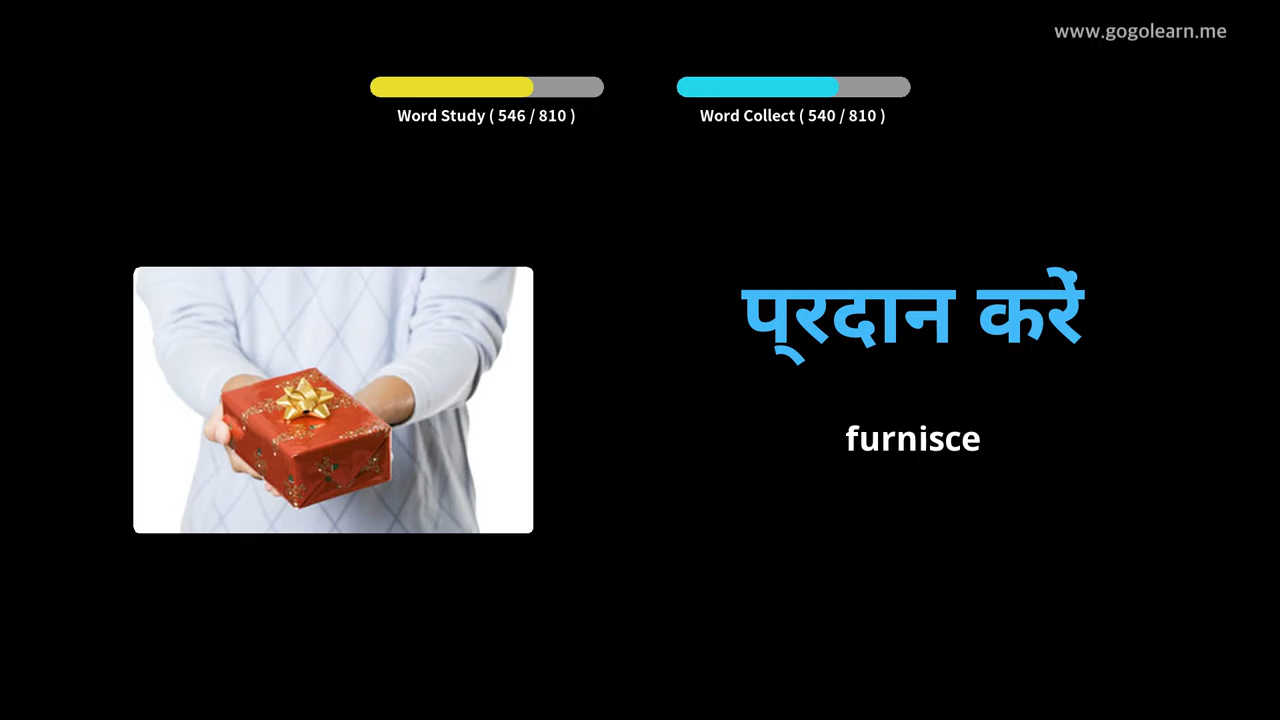 www.gogolearn.me
Word Study ( 546 / 810 )
Word Collect ( 540 / 810 )
प्रदान करें
furnisce